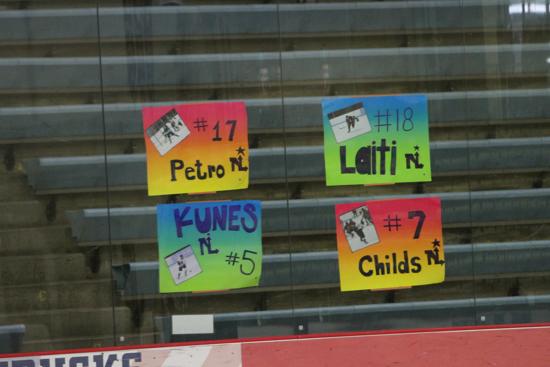 #17
Petro NL
#18
Laiti NL
KUNES
NL
#5
#7
Childs NL